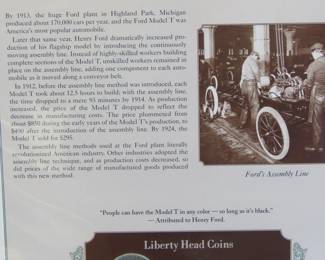 By 1913, the huge Ford plant in Highland Park, Michigan
produced about 170,000 cars per year, and the Ford Model T was
America's most popular automobile.
Later that same year, Henry Ford dramatically increased pro-
duction of his flagship model by introducing the continuously
moving assembly line. Instead of highly-skilled workers building
complete sections of the Model T, unskilled workers remained in
place on the assembly line, adding one component to each auto-
mobile as it moved along a conveyor belt.
In 1912, before the assembly line method was introduced, each
Model T took about 12.5 hours to build; with the assembly line,
the time dropped to a mere 93 minutes by 1914. As production
increased, the price of the Model T dropped to reflect the
decrease in manufacturing costs. The price plummeted from
about $850 during the early years of the Model T's production, to
$490 after the introduction of the assembly line. By 1924, the
Model T sold for $295.
The assembly line methods used at the Ford plant literally
revolutionized American industry. Other industries adopted the
assembly line technique, and as production costs decreased, so
did prices of the wide range of manufactured goods produced
with this new method.
Ford's Assembly Line
"People can have the Model T in any color — so long as it's black."
— Attributed to Henry Ford.
Liberty Head Coins